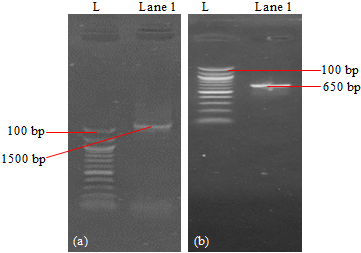 L Lane 1 L Lane 1
100 bp
650 bp
100 bp
1500 bp
(a) (b)